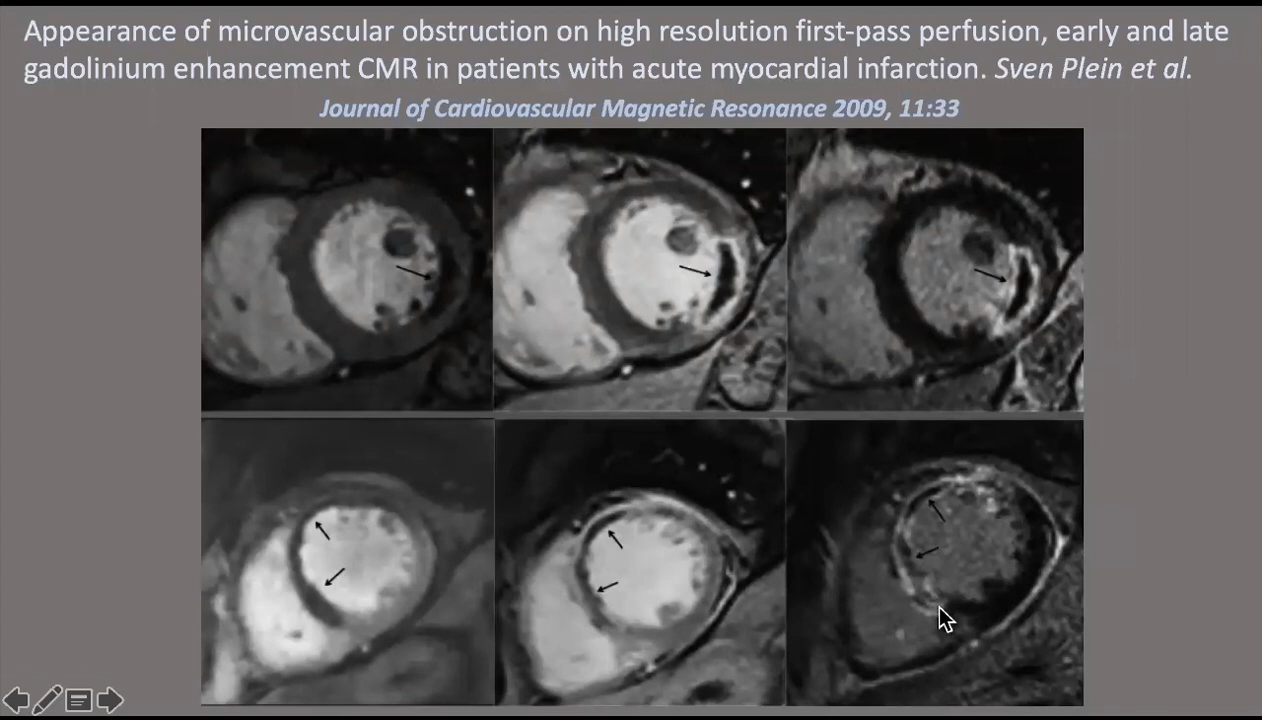 Appearance of microvascular obstruction on high resolution first-pass perfusion, early and late
gadolinium enhancement CMR in patients with acute myocardial infarction. Sven Plein et al.
Journal of Cardiovascular Magnetic Resonance 2009, 11:33